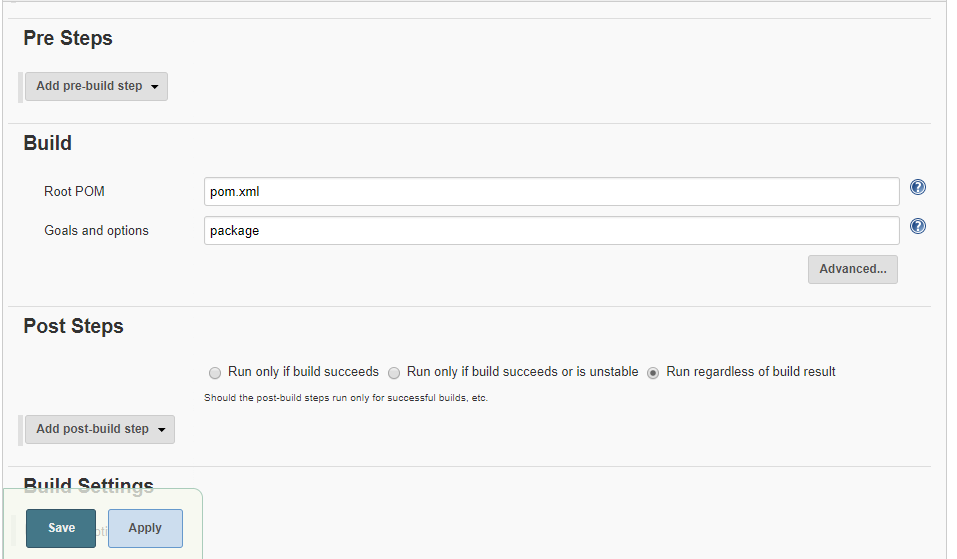 Pre Steps
Add pre-build step
Build
Root POM pom.xml
Goals and options package
Advanced...
Post Steps
Run only if build succeeds Run only if build succeeds or is unstable Run regardless of build result
Should the post-build steps run only for successful builds, etc.
Add post-build step
Build Settings
Save Apply